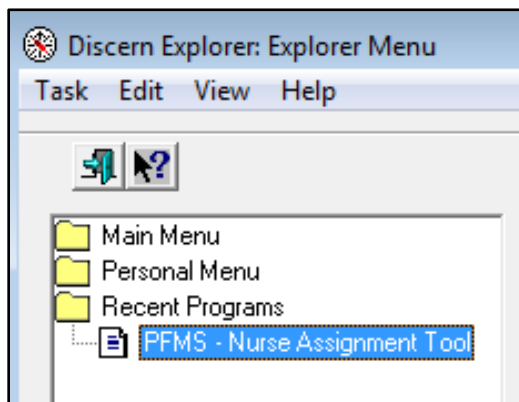 Discern Explorer: Explorer Menu
Task Edit View Help
Main Menu
Personal Menu
Recent Programs
PFMS - Nurse Assignment Tool